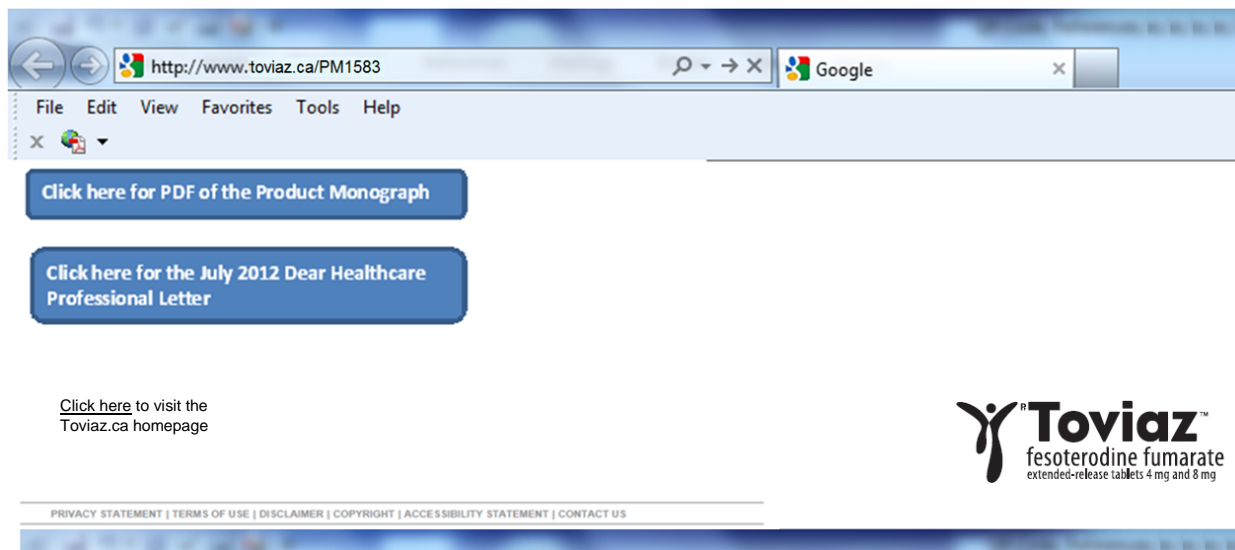 http://www.toviaz.ca/PM1583
Google
File Edit View Favorites Tools Help
Click here for PDF of the Product Monograph
Click here for the July 2012 Dear Healthcare
Professional Letter
Click here to visit the
Toviaz.ca homepage
®Toviaz™
fesoterodine fumarate
extended-release tablets 4 mg and 8 mg
PRIVACY STATEMENT | TERMS OF USE | DISCLAIMER | COPYRIGHT | ACCESSIBILITY STATEMENT | CONTACT US